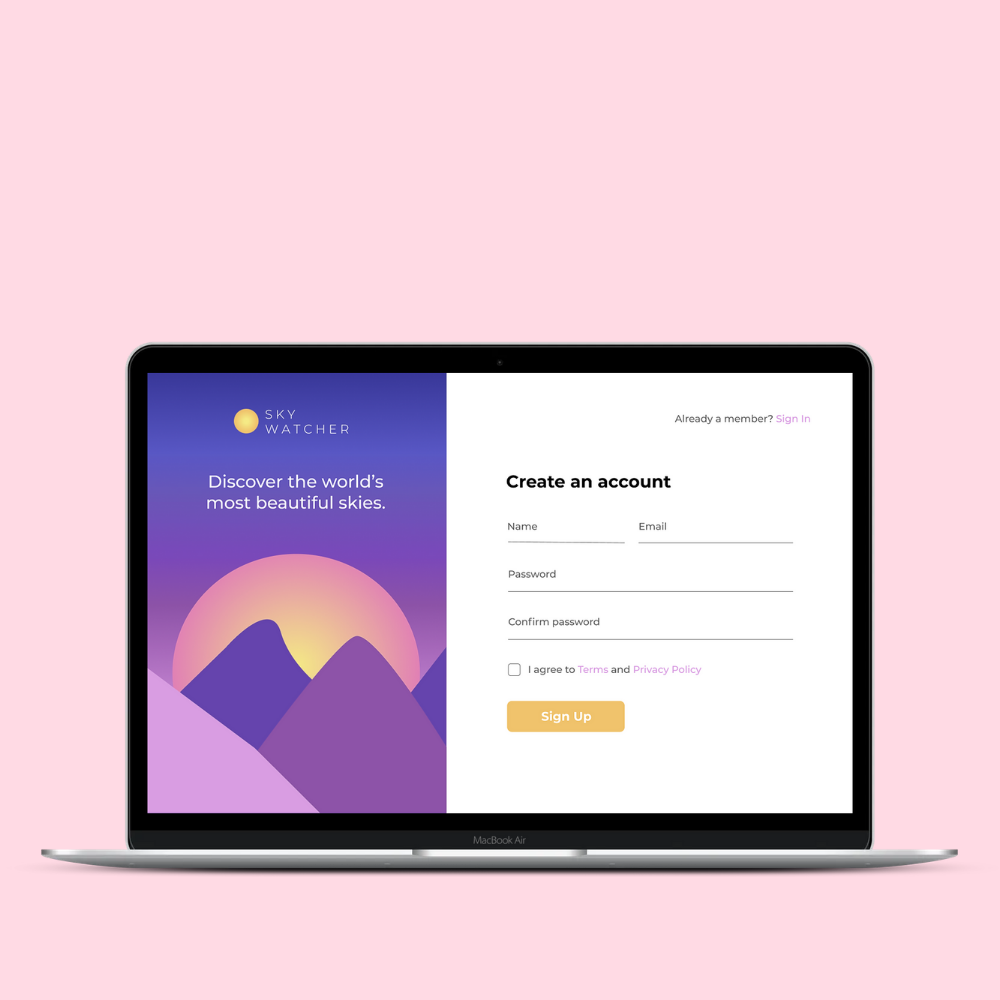 SKY
WATCHER
Discover the world's
most beautiful skies.
Already a member? Sign In
Create an account
Name
Email
Password
Confirm password
I agree to Terms and Privacy Policy
Sign Up
MacBook Air